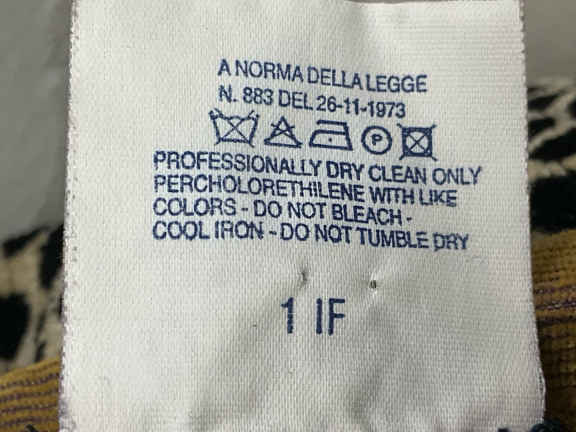 A NORMA DELLA LEGGE
N. 883 DEL 26-11-1973
P
PROFESSIONALLY DRY CLEAN ONLY
PERCHOLORETHILENE WITH LIKE
COLORS - DO NOT BLEACH -
COOL IRON - DO NOT TUMBLE DRY
1 IF